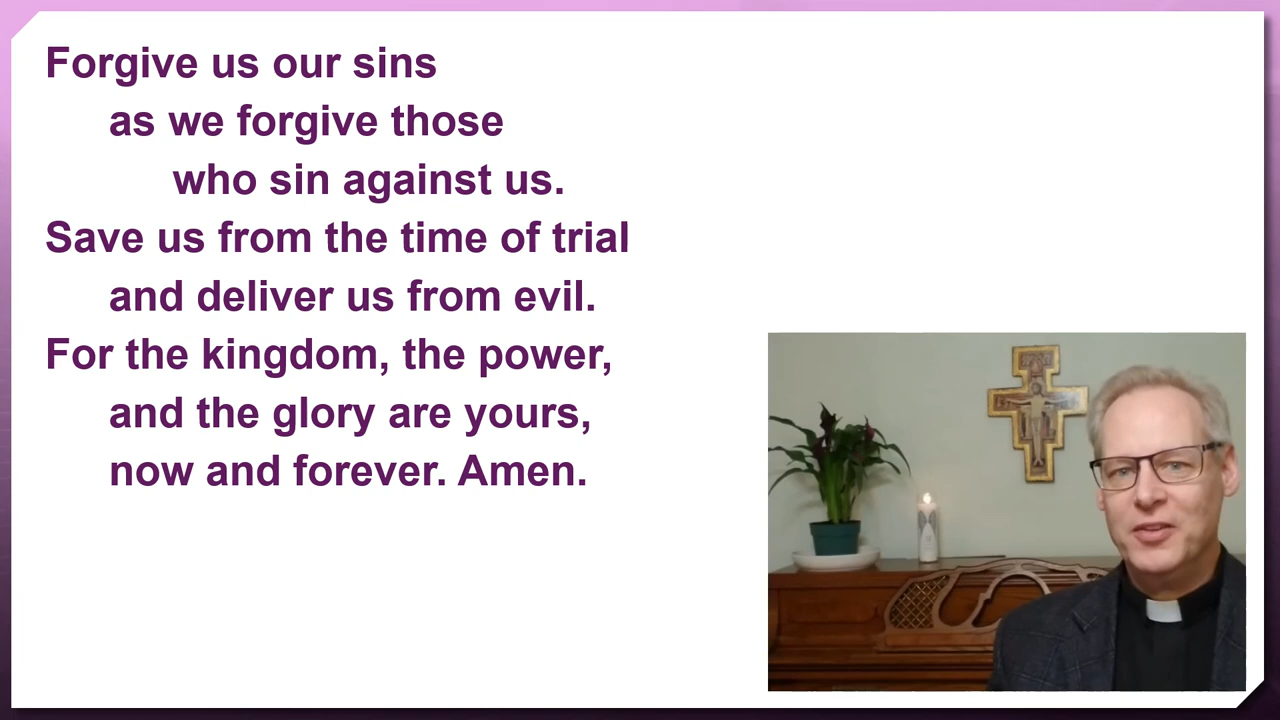 Forgive us our sins
as we forgive those
who sin against us.
Save us from the time of trial
and deliver us from evil.
For the kingdom, the power,
and the glory are yours,
now and forever. Amen.